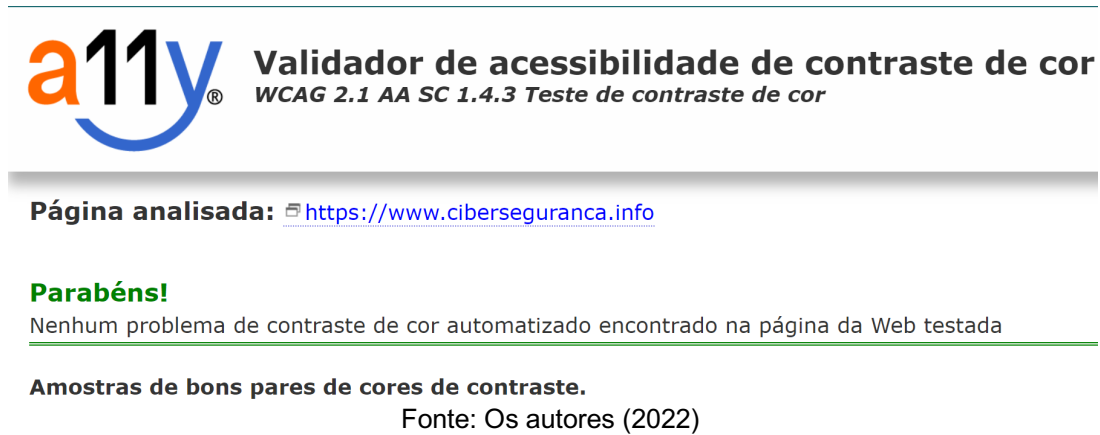 a11y®
Validador de acessibilidade de contraste de cor
WCAG 2.1 AA SC 1.4.3 Teste de contraste de cor
Página analisada: https://www.ciberseguranca.info
Parabéns!
Nenhum problema de contraste de cor automatizado encontrado na página da Web testada
Amostras de bons pares de cores de contraste.
Fonte: Os autores (2022)